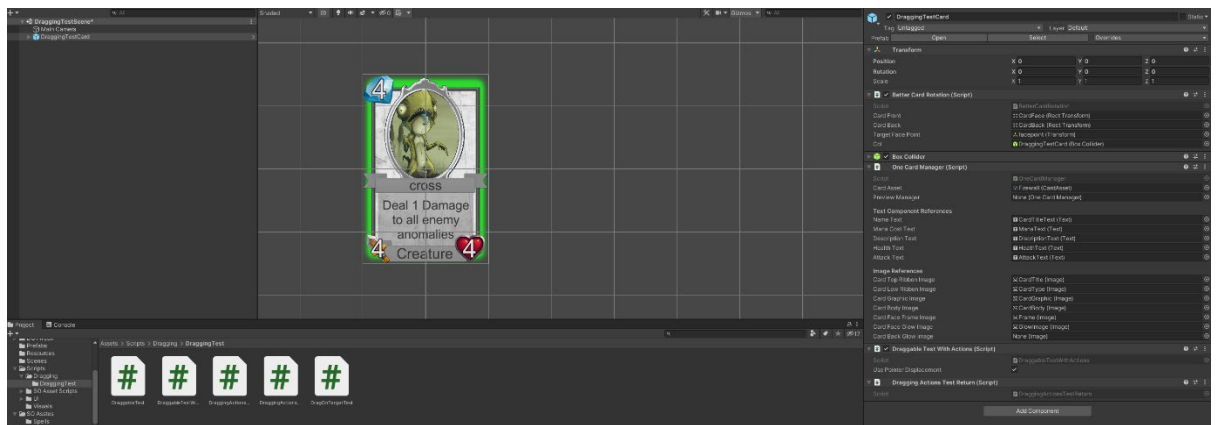 DraggingTestScene*
Main Camera
DraggingTestCard
Shaded
2D
Gizmos
4
cross
Deal 1 Damage
to all enemy
anomalies
4
Creature
4
Project
Console
Prefabs
Resources
Scenes
Scripts
Dragging
DraggingTest
SO Asset Scripts
UI
Visuals
SO Assets
Spells
Assets > Scripts > Dragging > DraggingTest
DraggableTest
DraggableTestW...
DraggingActions...
DraggingActions...
DragOnTargetTest
DraggingTestCard
Static
Tag Untagged
Layer Default
Prefab
Open
Select
Overrides
Transform
Position X 0 Y 0 Z 0
Rotation X 0 Y 0 Z 0
Scale X 1 Y 1 Z 1
Better Card Rotation (Script)
Script BetterCardRotation
Card Front CardFace (Rect Transform)
Card Back CardBack (Rect Transform)
Target Face Point facepoint (Transform)
Col DraggingTestCard (Box Collider)
Box Collider
One Card Manager (Script)
Script OneCardManager
Card Asset Firewall (CardAsset)
Preview Manager None (One Card Manager)
Text Component References
Name Text CardTitleText (Text)
Mana Cost Text ManaText (Text)
Description Text DiscriptionText (Text)
Health Text HealthText (Text)
Attack Text AttackText (Text)
Image References
Card Top Ribbon Image CardTitle (Image)
Card Low Ribbon Image CardType (Image)
Card Graphic Image CardGraphic (Image)
Card Body Image CardBody (Image)
Card Face Frame Image Frame (Image)
Card Face Glow Image GlowImage (Image)
Card Back Glow Image None (Image)
Draggable Test With Actions (Script)
Script DraggableTestWithActions
Use Pointer Displacement
Dragging Actions Test Return (Script)
Script DraggingActionsTestReturn
Add Component